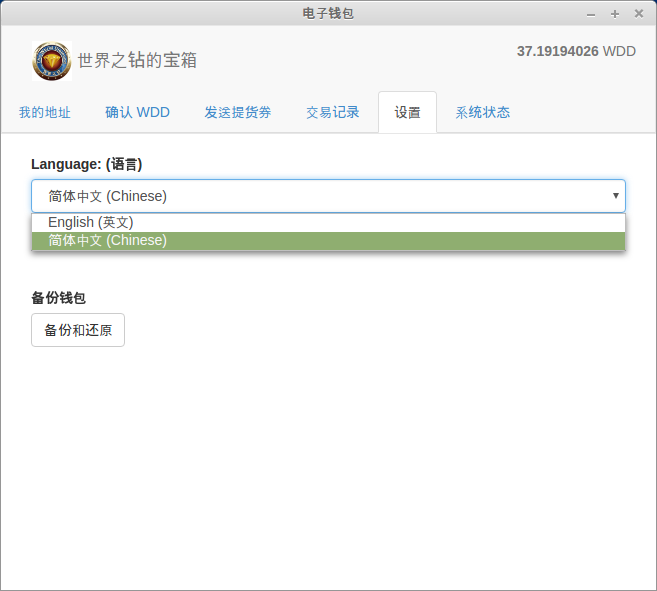 电子钱包
世界之钻的宝箱
37.19194026 WDD
我的地址 确认 WDD 发送提货券 交易记录 设置 系统状态
Language: (语言)
简体中文 (Chinese)
English (英文)
简体中文 (Chinese)
备份钱包
备份和还原